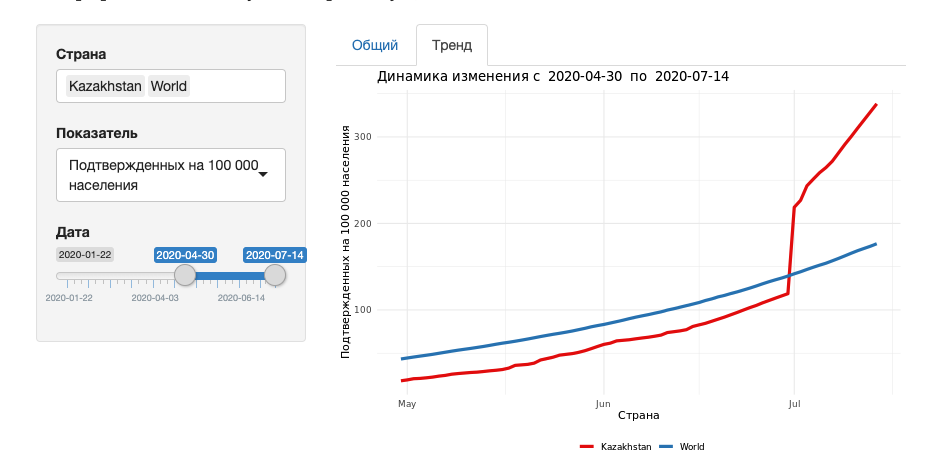 Страна
Kazakhstan World
Показатель
Подтвержденных на 100 000
населения
Дата
2020-01-22 2020-04-30 2020-07-14
2020-01-22 2020-04-03 2020-06-14
Общий Тренд
Динамика изменения с 2020-04-30 по 2020-07-14
Подтвержденных на 100 000 населения
300
200
100
May Jun Jul
Страна
Kazakhstan World